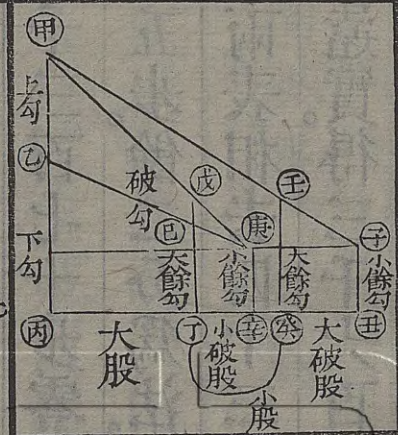 甲
上勾
乙
下勾
丙
破勾
戊
壬
巳
庚
子
大餘勾
小餘勾
大餘勾
小餘勾
丁
辛
癸
丑
大股
小破股
大破股
小股